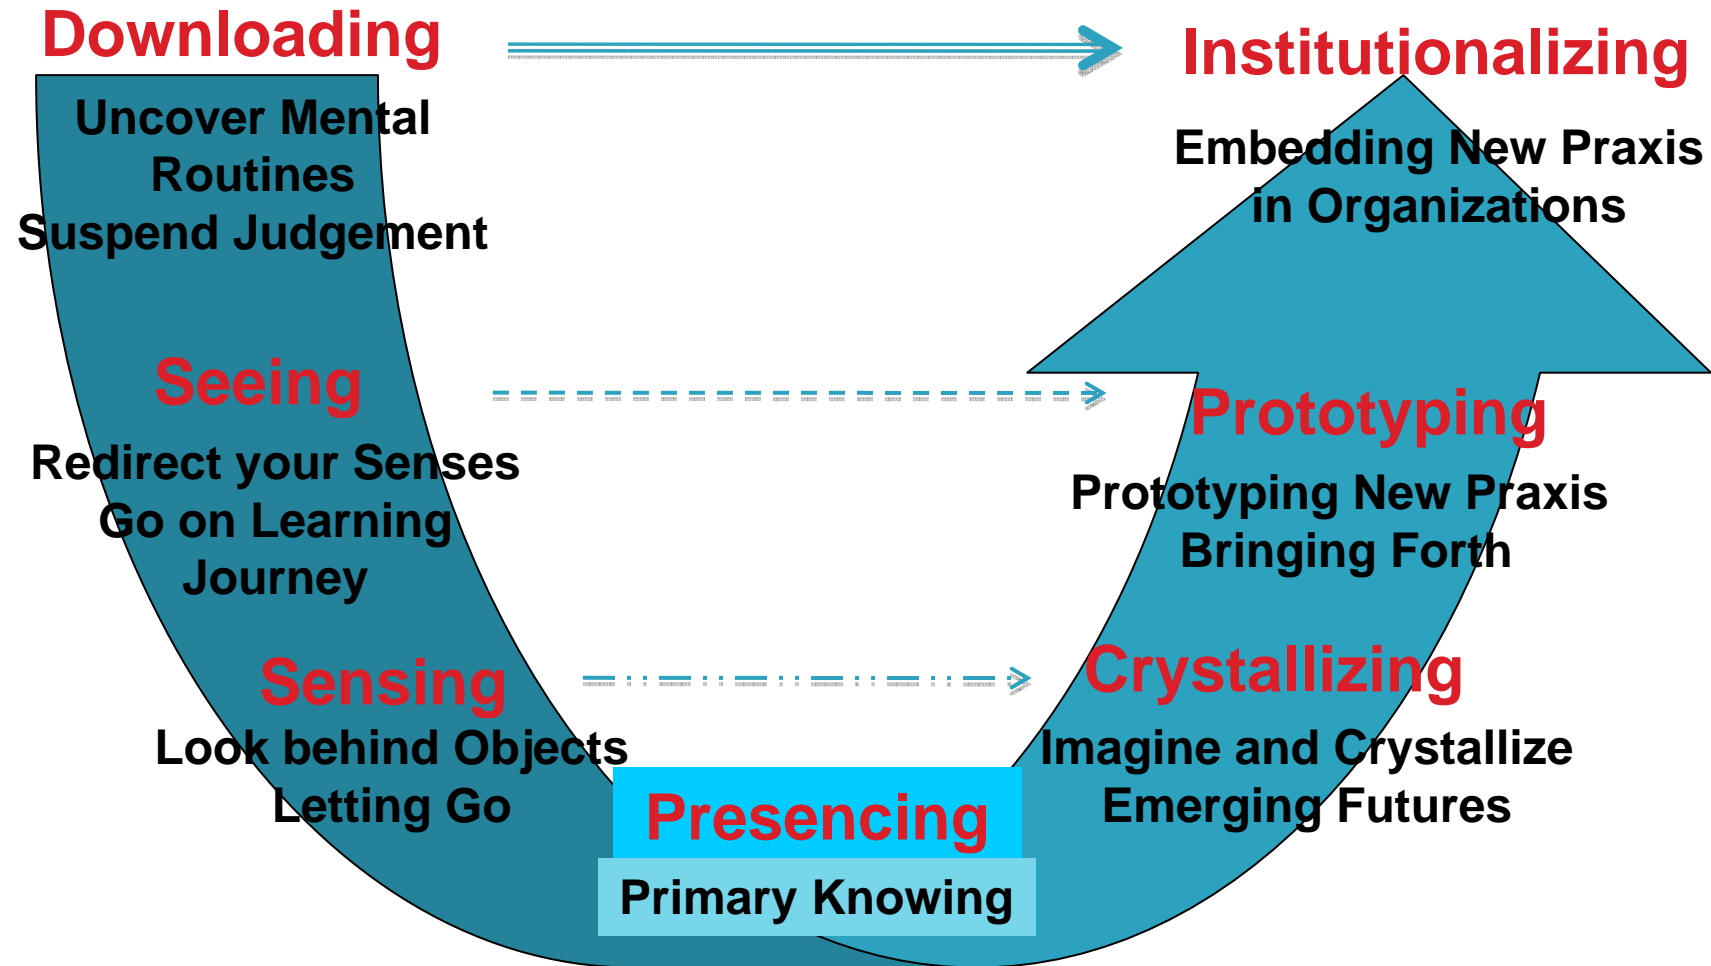 Downloading
Uncover Mental
Routines
Suspend Judgement
Seeing
Redirect your Senses
Go on Learning
Journey
Sensing
Look behind Objects
Letting Go
Presencing
Primary Knowing
Crystallizing
Imagine and Crystallize
Emerging Futures
Prototyping
Prototyping New Praxis
Bringing Forth
Institutionalizing
Embedding New Praxis
in Organizations